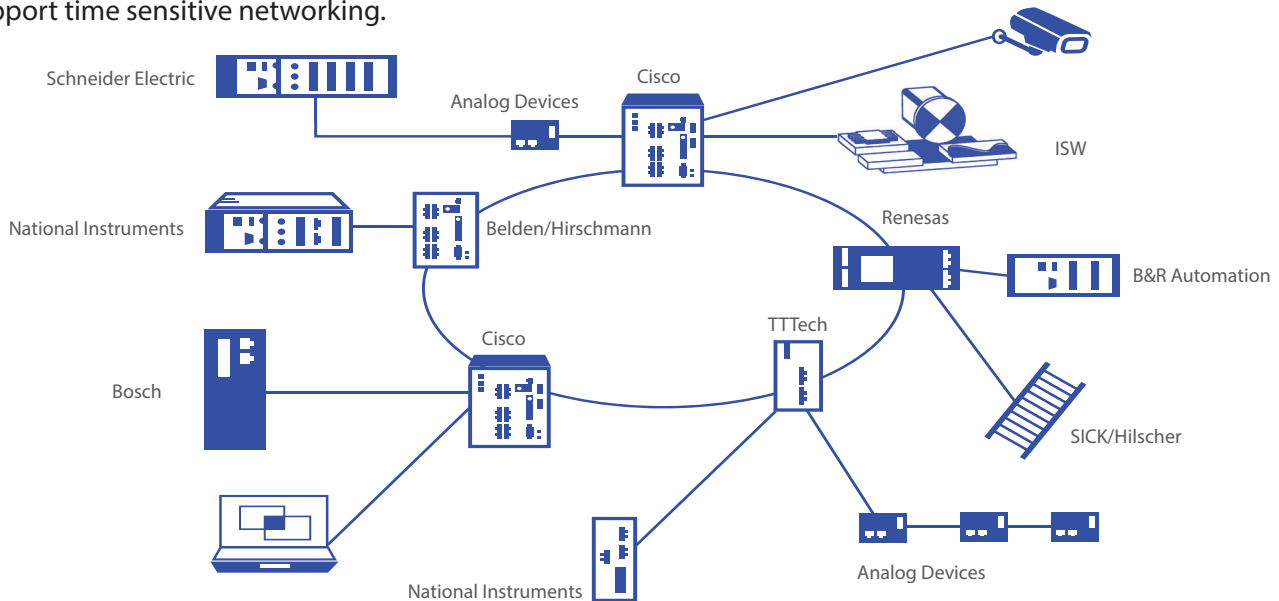 pport time sensitive networking.
Cisco
Schneider Electric
Analog Devices
ISW
Renesas
National Instruments
Belden/Hirschmann
B&R Automation
TTTech
Cisco
Bosch
SICK/Hilscher
Analog Devices
National Instruments